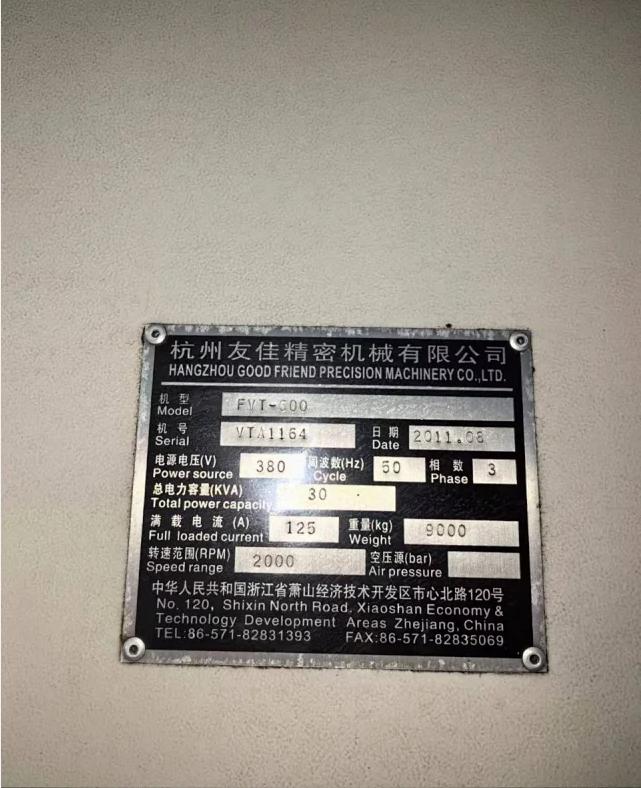 杭州友佳精密机械有限公司
HANGZHOU GOOD FRIEND PRECISION MACHINERY CO.,LTD.
机 型
Model
机 号 VTA1164 日 期
Serial Date 2011.08
电源电压(V) 380 周波数(Hz) 50 相 数 3
Power source Cycle Phase
总电力容量(KVA) 30
Total power capacity
满 载 电 流 (A) 125 重量(kg) 9000
Full loaded current Weight
转速范围(RPM) 2000 空压源(bar)
Speed range Air pressure
中华人民共和国浙江省萧山经济技术开发区市心北路120号
No. 120, Shixin North Road, Xiaoshan Economy &
Technology Development Areas Zhejiang, China
TEL:86-571-82831393 FAX:86-571-82835069